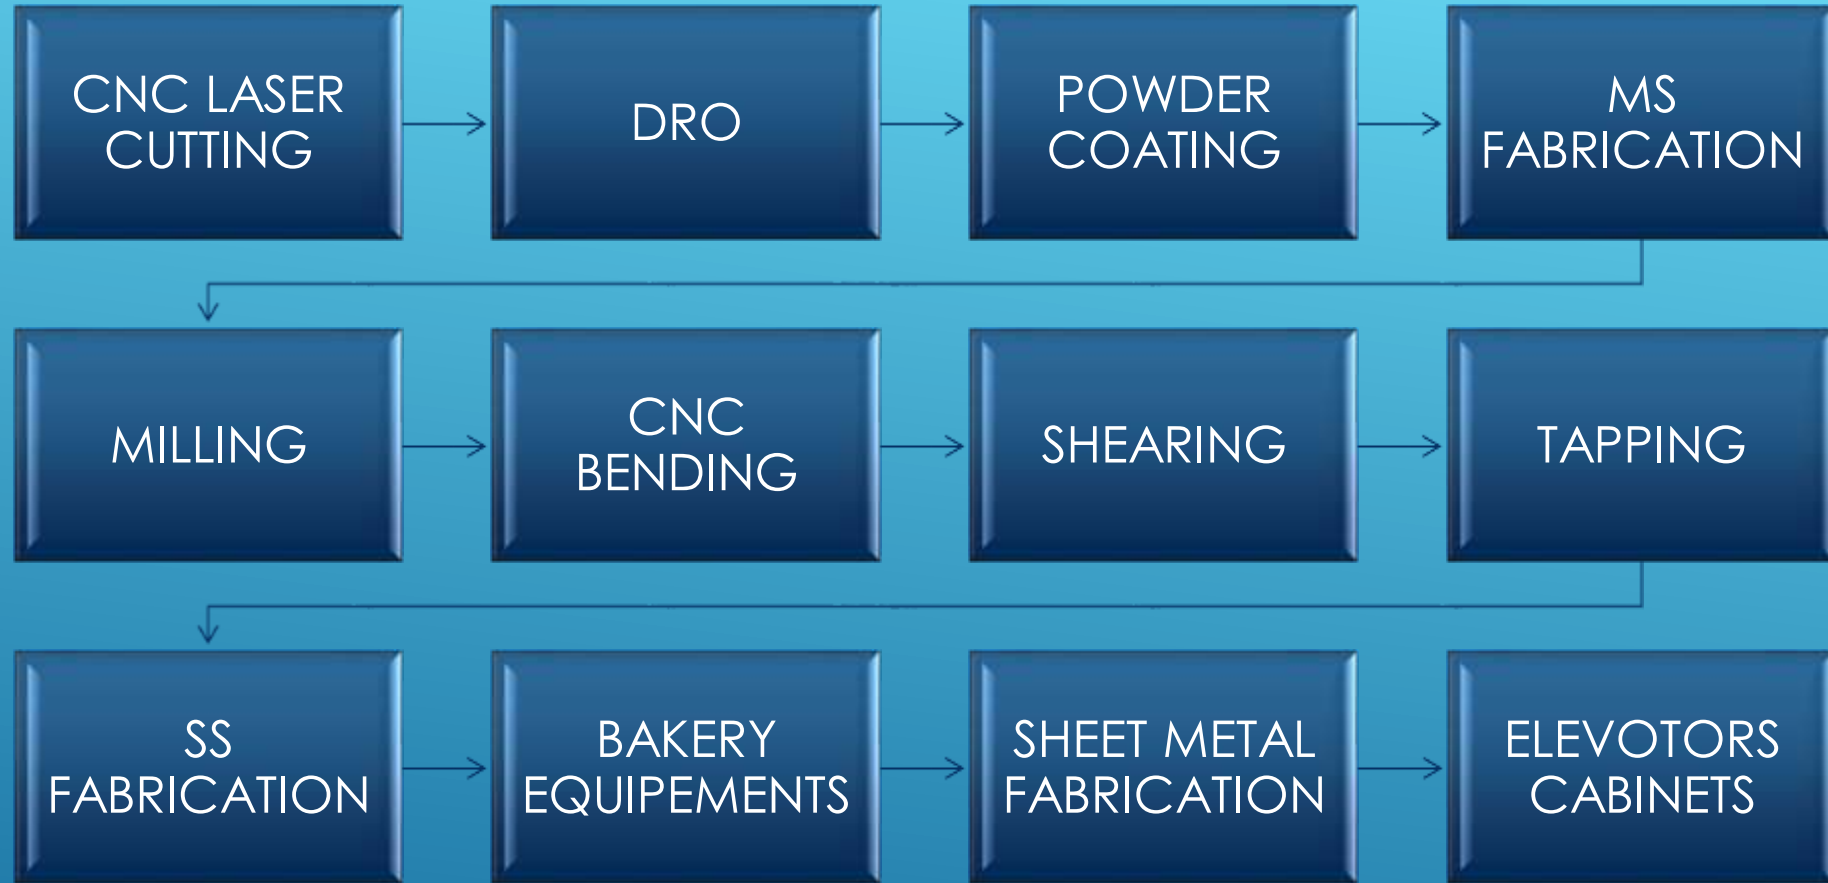 CNC LASER
CUTTING
DRO
POWDER
COATING
MS
FABRICATION
MILLING
CNC
BENDING
SHEARING
TAPPING
SS
FABRICATION
BAKERY
EQUIPEMENTS
SHEET METAL
FABRICATION
ELEVOTORS
CABINETS